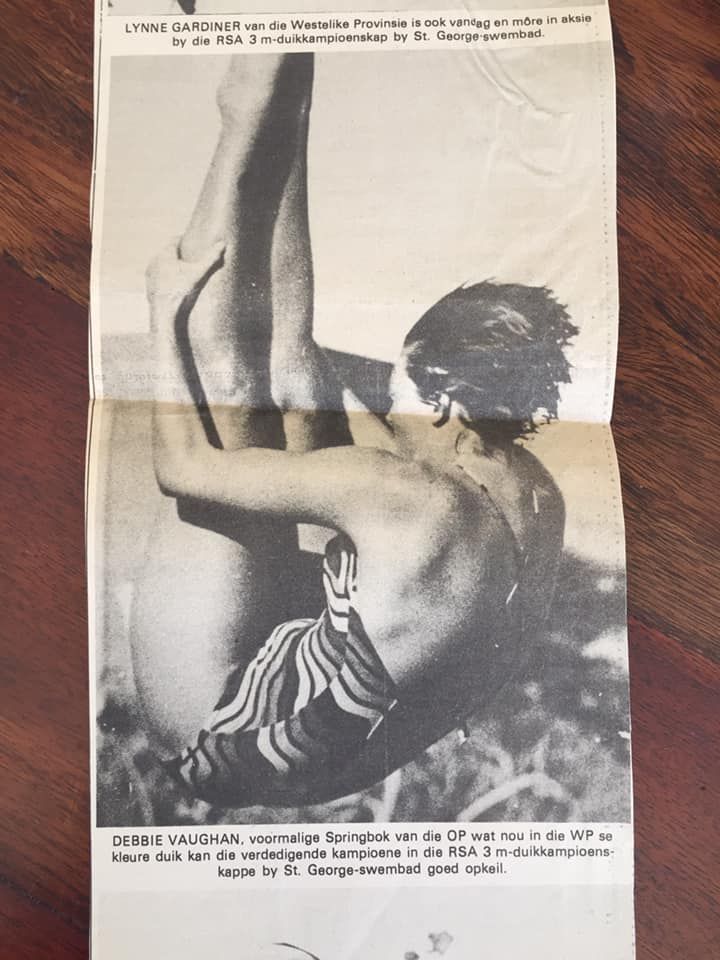 LYNNE GARDINER van die Westelike Provinsie is ook vandag en môre in aksie
by die RSA 3 m-duikkampioenskap by St. George-swembad.
DEBBIE VAUGHAN, voormalige Springbok van die OP wat nou in die WP se
kleure duik kan die verdedigende kampioene in die RSA 3 m-duikkampioens-
kappe by St. George-swembad goed opkeil.